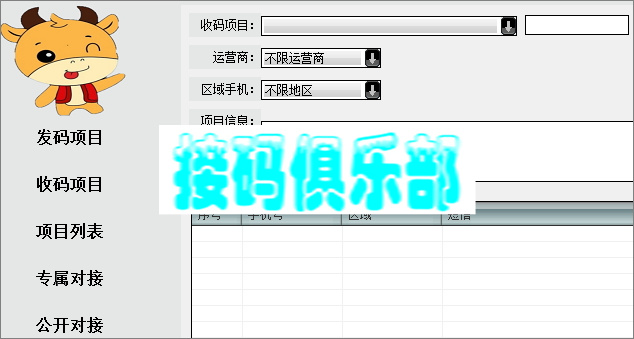 收码项目：
运营商：
不限运营商
区域手机：
不限地区
项目信息：
发码项目
收码项目
项目列表
专属对接
公开对接
接码俱乐部
序号
手机号
区域
短信